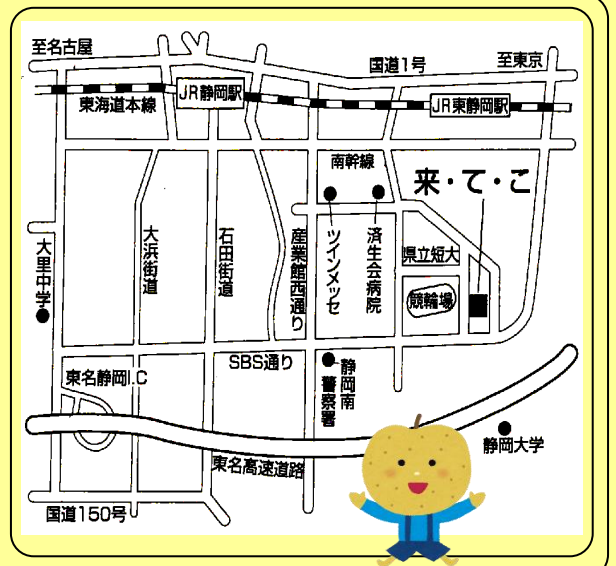 至名古屋
国道1号
至東京
JR静岡駅
東海道本線
JR東静岡駅
南幹線
来・て・こ
大浜街道
石田街道
産業館西通り
ツインメッセ
済生会病院
県立短大
競輪場
大里中学
SBS通り
静岡南
警察署
東名静岡I.C
静岡大学
東名高速道路
国道150号